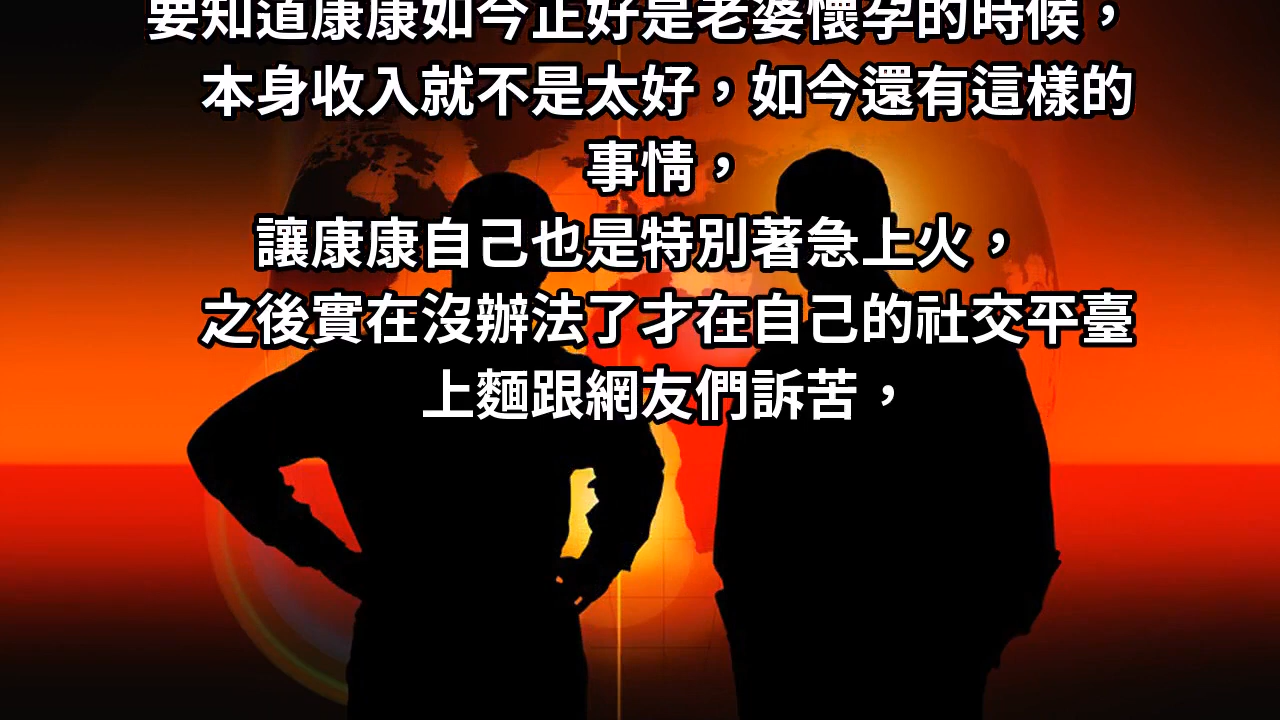 要知道康康如今正好是老婆懷孕的時候，
本身收入就不是太好，如今還有這樣的
事情，
讓康康自己也是特別著急上火，
之後實在沒辦法了才在自己的社交平臺
上麵跟網友們訴苦，